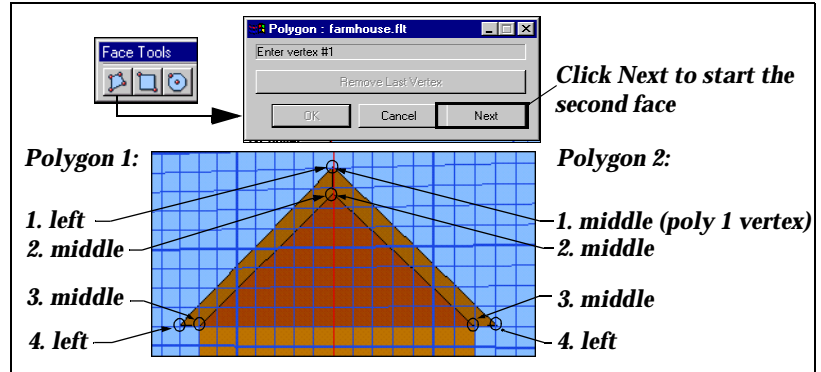 Face Tools
Polygon : farmhouse.flt
Enter vertex #1
Remove Last Vertex
OK
Cancel
Next
Click Next to start the
second face
Polygon 1:
Polygon 2:
1. left
2. middle
3. middle
4. left
1. middle (poly 1 vertex)
2. middle
3. middle
4. left